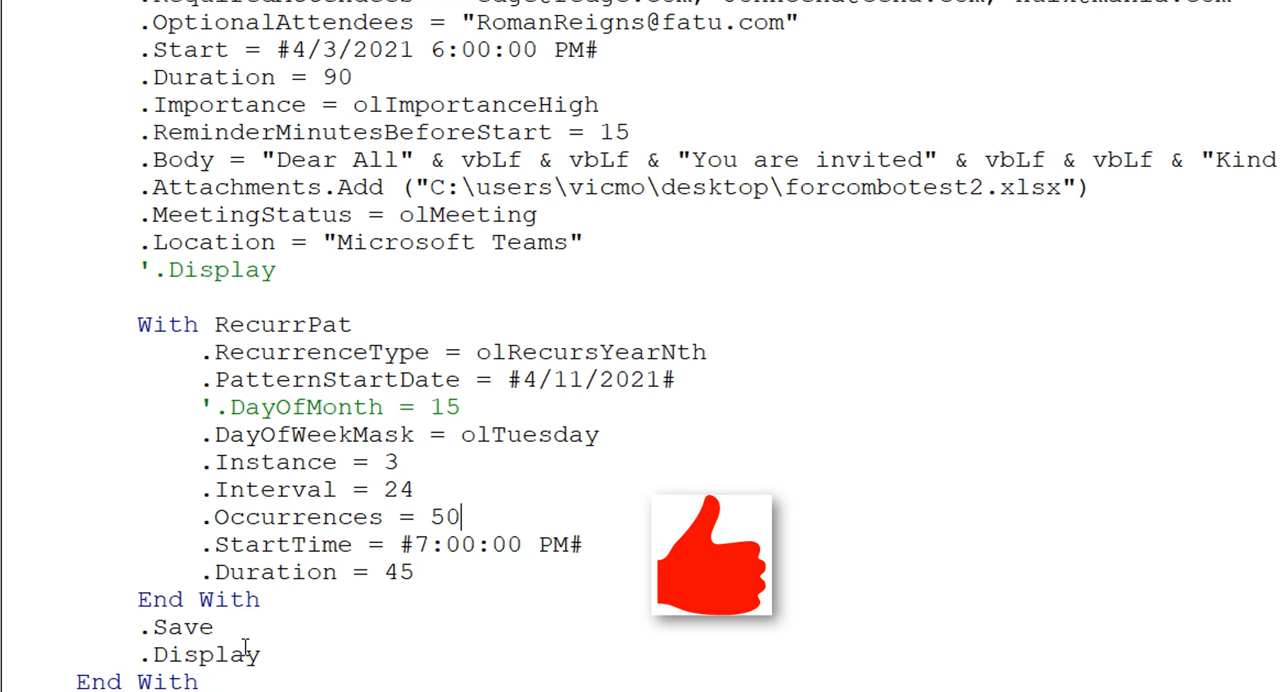 .OptionalAttendees = "RomanReigns@fatu.com"
.Start = #4/3/2021 6:00:00 PM#
.Duration = 90
.Importance = olImportanceHigh
.ReminderMinutesBeforeStart = 15
.Body = "Dear All" & vbLf & vbLf & "You are invited" & vbLf & vbLf & "Kind
.Attachments.Add ("C:\users\vicmo\desktop\forcombotest2.xlsx")
.MeetingStatus = olMeeting
.Location = "Microsoft Teams"
'.Display
With RecurrPat
.RecurrenceType = olRecursYearNth
.PatternStartDate = #4/11/2021#
'.DayOfMonth = 15
.DayOfWeekMask = olTuesday
.Instance = 3
.Interval = 24
.Occurrences = 50
.StartTime = #7:00:00 PM#
.Duration = 45
End With
.Save
.Display
End With